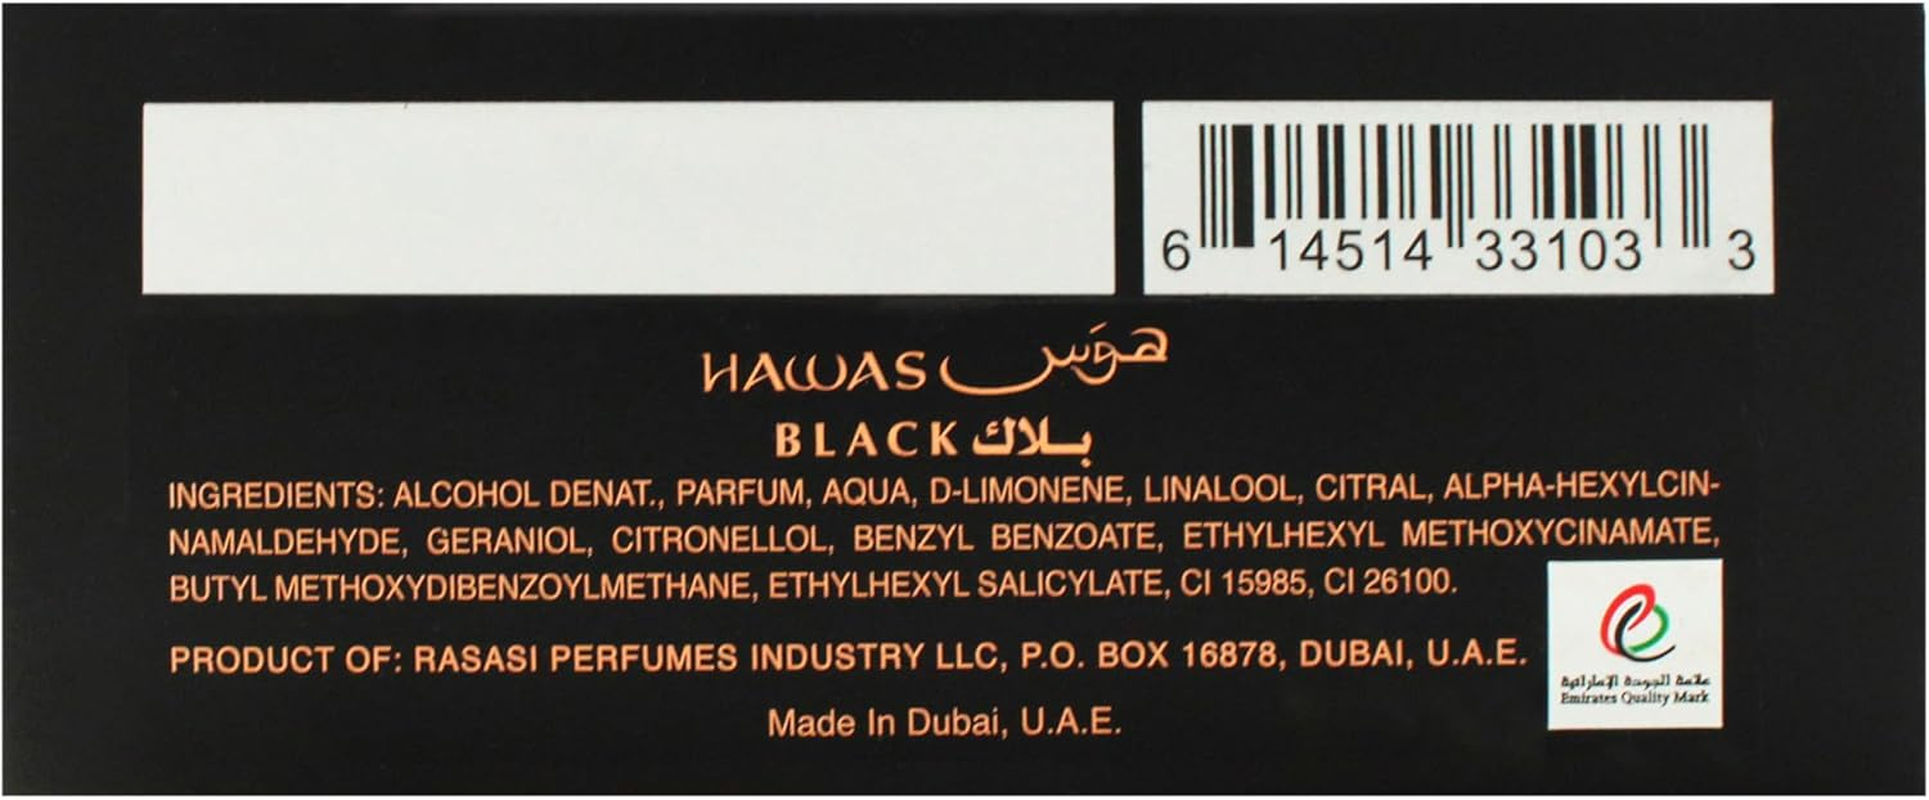 6 14514 33103 3
HAWAS هوَس
BLACK بلاك
INGREDIENTS: ALCOHOL DENAT., PARFUM, AQUA, D-LIMONENE, LINALOOL, CITRAL, ALPHA-HEXYLCIN-
NAMALDEHYDE, GERANIOL, CITRONELLOL, BENZYL BENZOATE, ETHYLHEXYL METHOXYCINAMATE,
BUTYL METHOXYDIBENZOYLMETHANE, ETHYLHEXYL SALICYLATE, CI 15985, CI 26100.
PRODUCT OF: RASASI PERFUMES INDUSTRY LLC, P.O. BOX 16878, DUBAI, U.A.E.
علامة الجودة الإماراتية
Emirates Quality Mark
Made In Dubai, U.A.E.